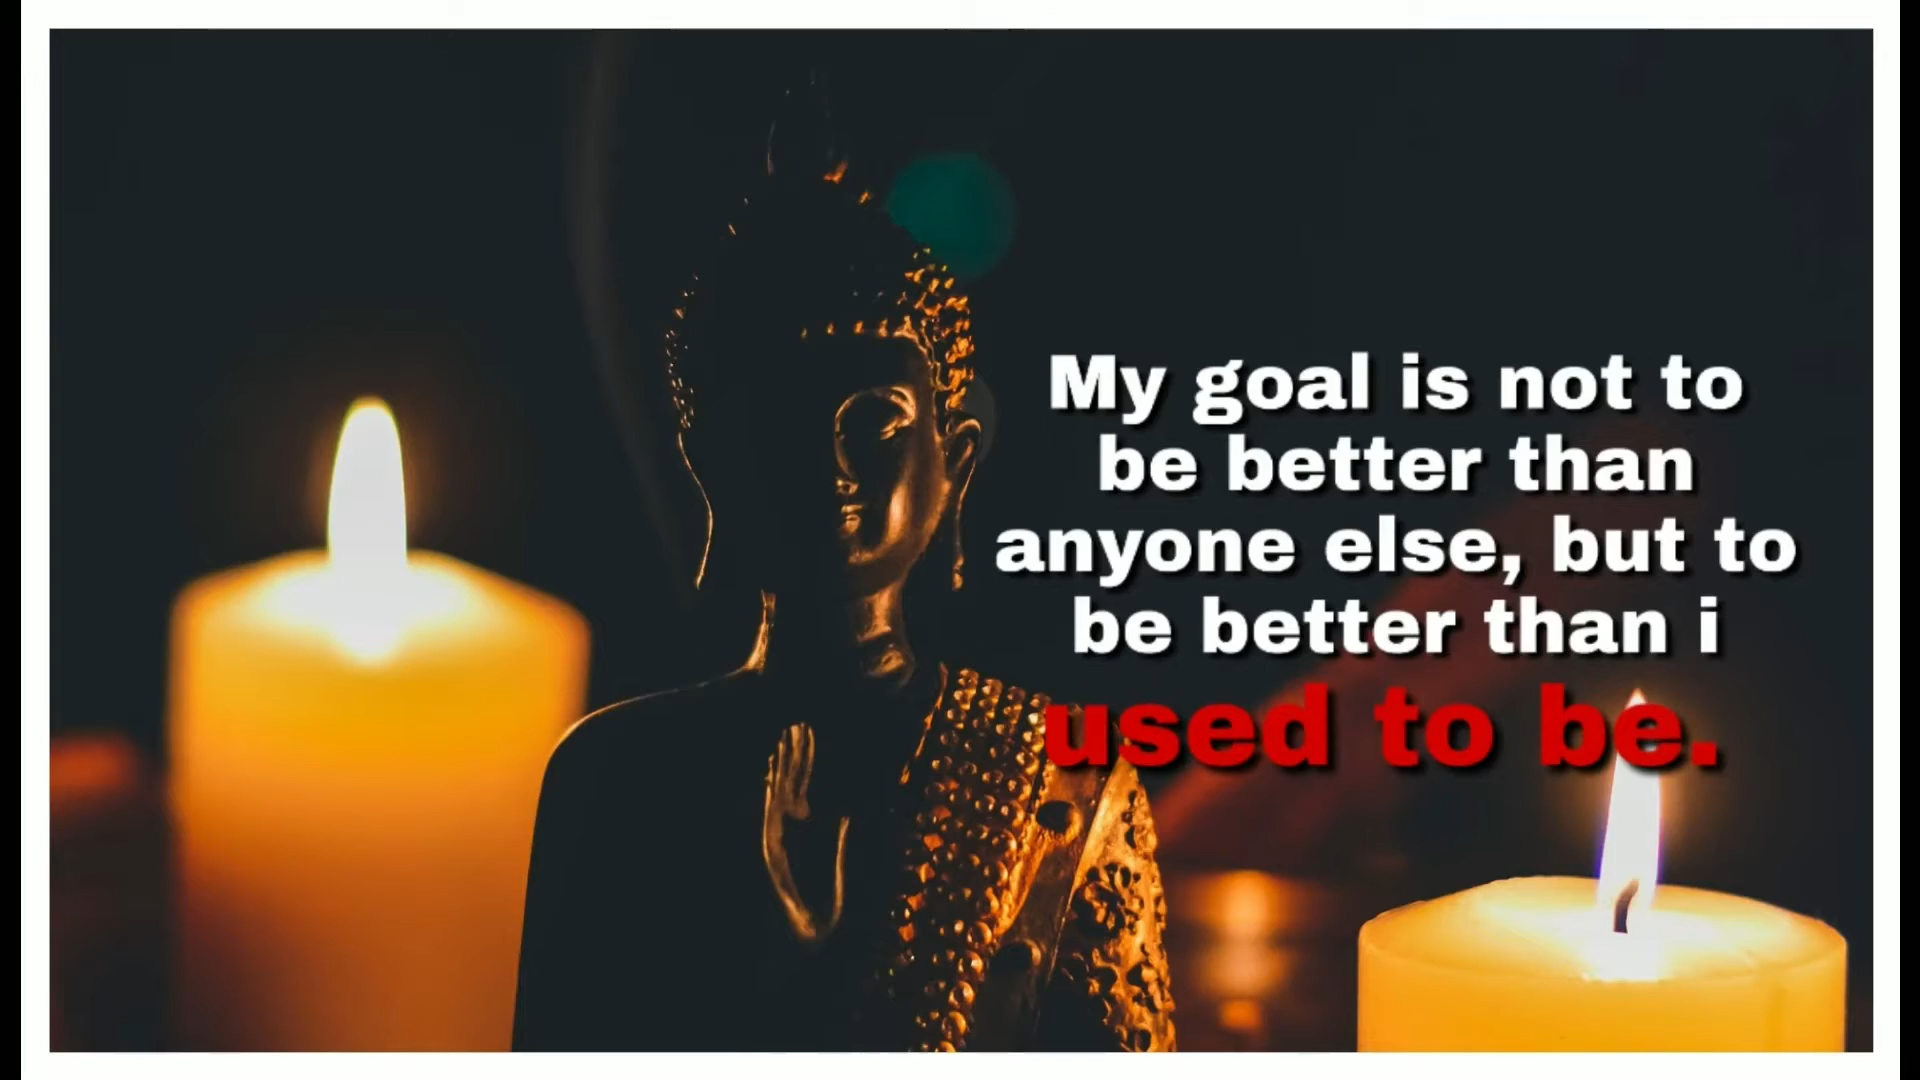 My goal is not to
be better than
anyone else, but to
be better than i
used to be.